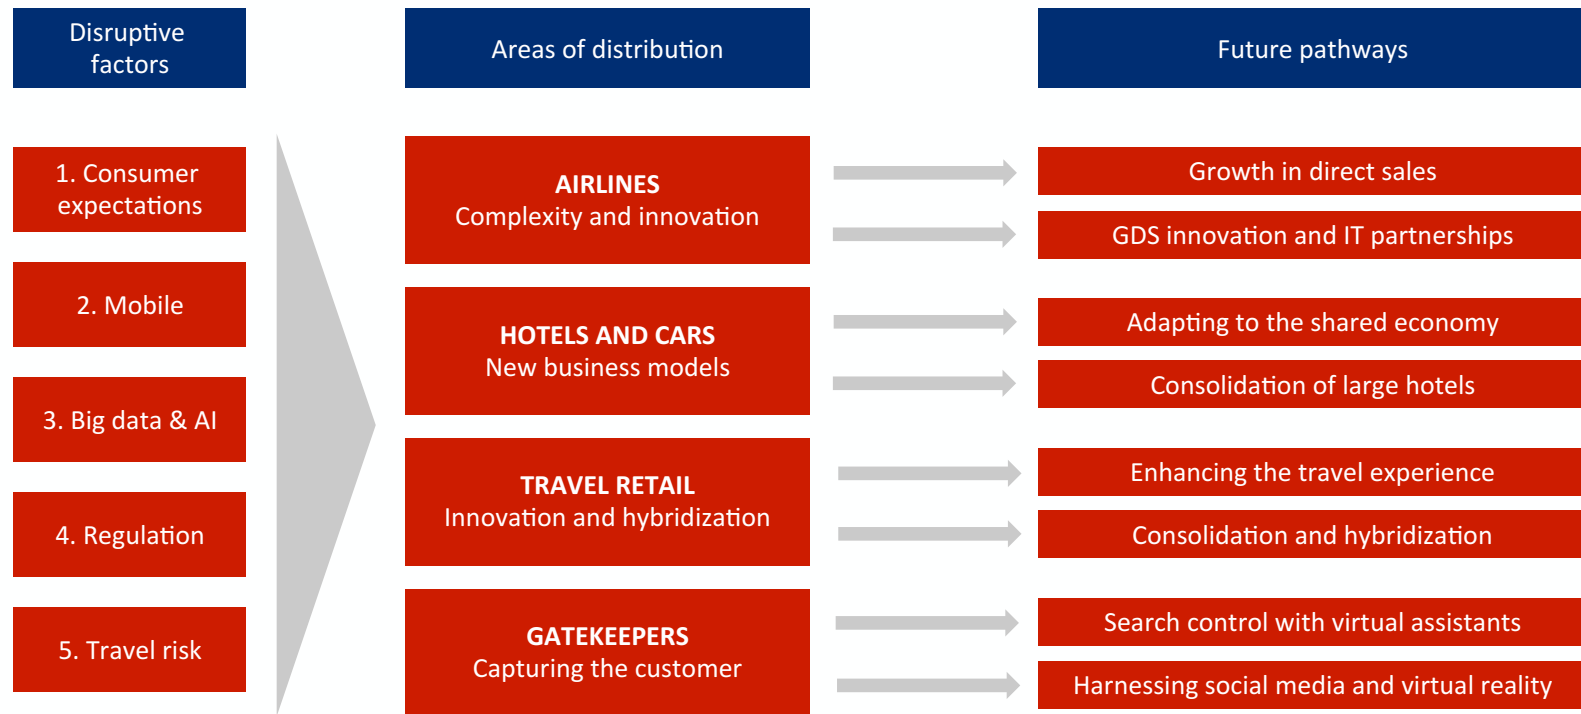 Disruptive
factors
Areas of distribution
Future pathways
1. Consumer
expectations
2. Mobile
3. Big data & AI
4. Regulation
5. Travel risk
AIRLINES
Complexity and innovation
HOTELS AND CARS
New business models
TRAVEL RETAIL
Innovation and hybridization
GATEKEEPERS
Capturing the customer
Growth in direct sales
GDS innovation and IT partnerships
Adapting to the shared economy
Consolidation of large hotels
Enhancing the travel experience
Consolidation and hybridization
Search control with virtual assistants
Harnessing social media and virtual reality